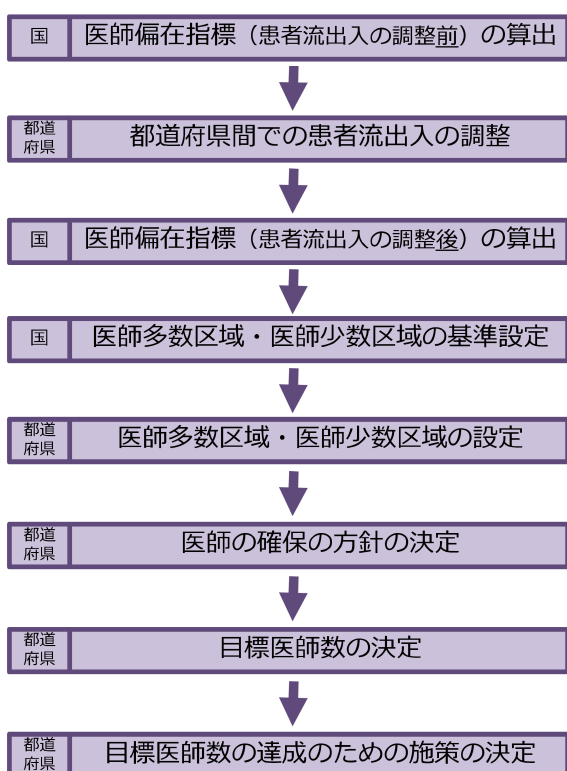 国 医師偏在指標（患者流出入の調整前）の算出
都道
府県
都道府県間での患者流出入の調整
国 医師偏在指標（患者流出入の調整後）の算出
国 医師多数区域・医師少数区域の基準設定
都道
府県
医師多数区域・医師少数区域の設定
都道
府県
医師の確保の方針の決定
都道
府県
目標医師数の決定
都道
府県
目標医師数の達成のための施策の決定